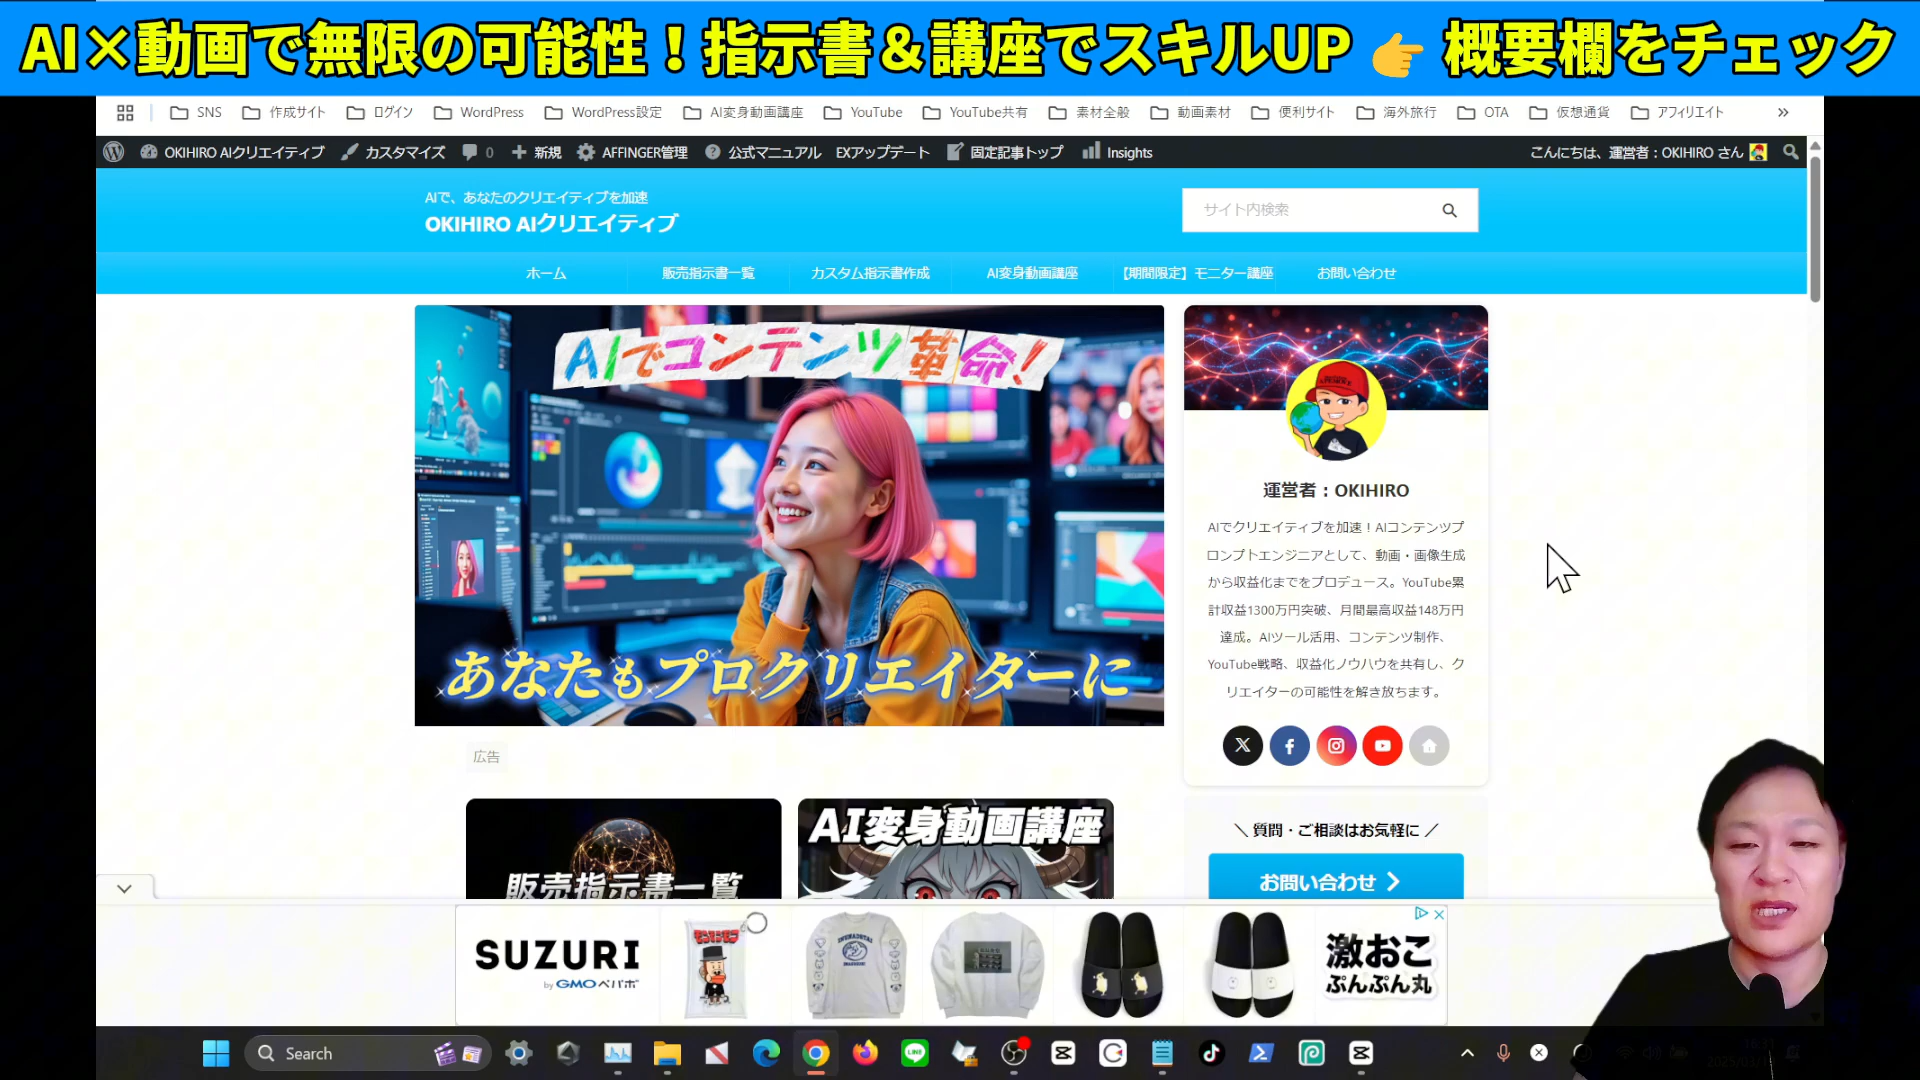 AI×動画で無限の可能性！指示書＆講座でスキルUP 👉 概要欄をチェック
SNS 作成サイト ログイン WordPress WordPress設定 AI変身動画講座 YouTube YouTube共有 素材全般 動画素材 便利サイト 海外旅行 OTA 仮想通貨 アフィリエイト »
OKIHIRO AIクリエイティブ カスタマイズ 0 新規 AFFINGER管理 公式マニュアル EXアップデート 固定記事トップ Insights こんにちは、運営者：OKIHIRO さん
AIで、あなたのクリエイティブを加速
OKIHIRO AIクリエイティブ
サイト内検索
ホーム 販売指示書一覧 カスタム指示書作成 AI変身動画講座 【期間限定】モニター講座 お問い合わせ
AIでコンテンツ革命！
あなたもプロクリエイターに
運営者：OKIHIRO
AIでクリエイティブを加速！AIコンテンツプ
ロンプトエンジニアとして、動画・画像生成
から収益化までをプロデュース。YouTube累
計収益1300万円突破、月間最高収益148万円
達成。AIツール活用、コンテンツ制作、
YouTube戦略、収益化ノウハウを共有し、ク
リエイターの可能性を解き放ちます。
広告
販売指示書一覧
AI変身動画講座
＼ 質問・ご相談はお気軽に ／
お問い合わせ
SUZURI
by GMOペパボ
激おこ
ぷんぷん丸
Search